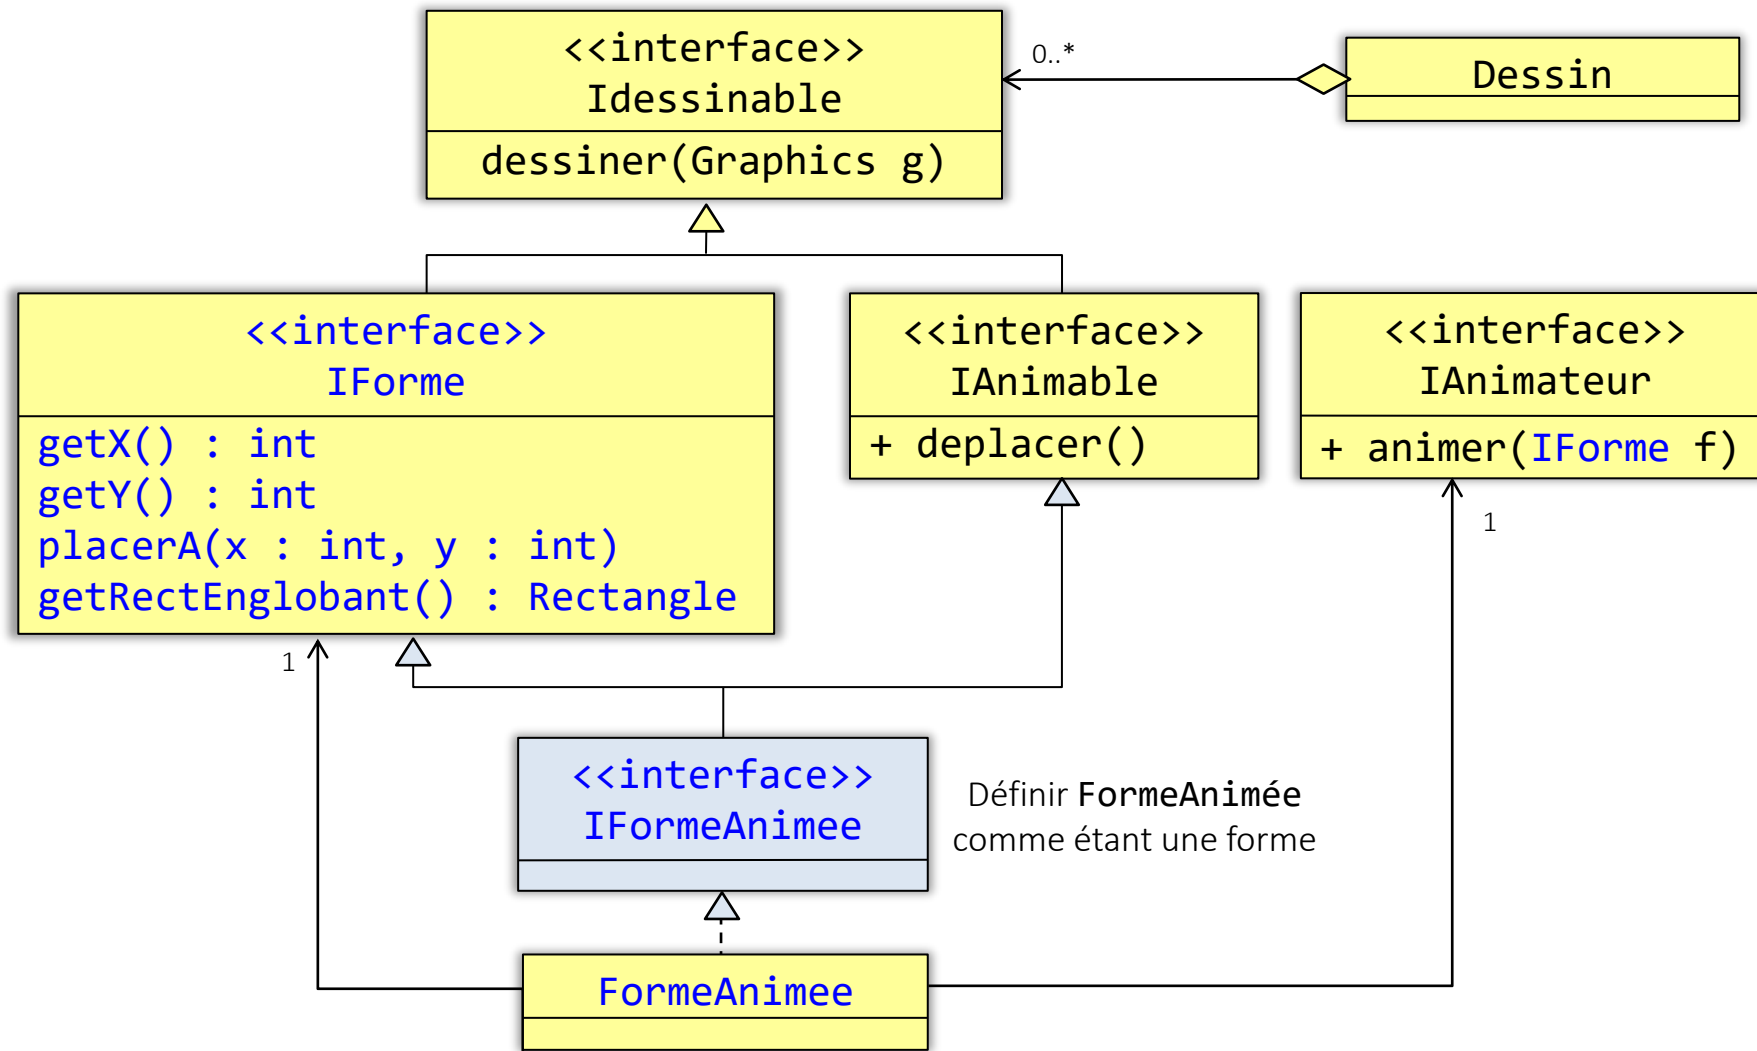 <<interface>>
Idessinable
dessiner(Graphics g)
0..*
Dessin
<<interface>>
IForme
getX() : int
getY() : int
placerA(x : int, y : int)
getRectEnglobant() : Rectangle
<<interface>>
IAnimable
+ deplacer()
<<interface>>
IAnimateur
+ animer(IForme f)
1
1
<<interface>>
IFormeAnimee
Définir FormeAnimée
comme étant une forme
FormeAnimee